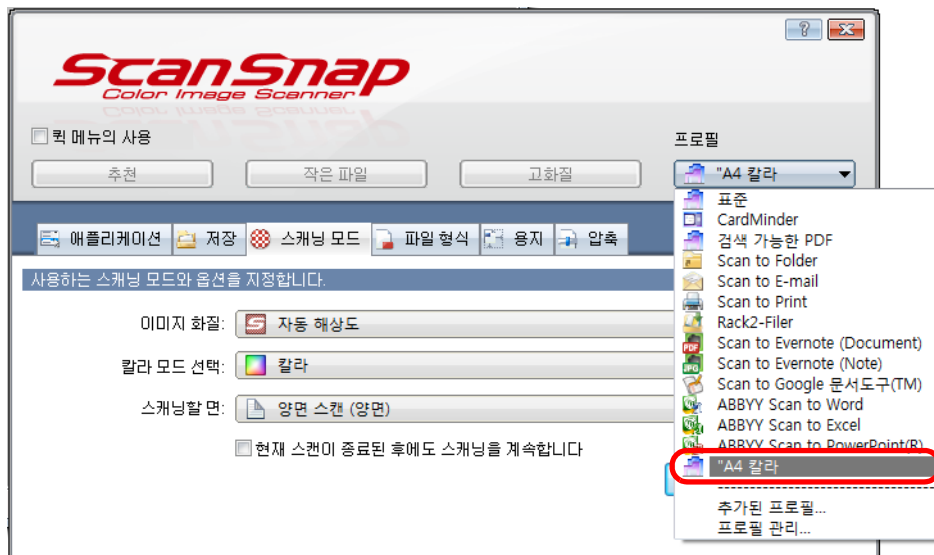 ScanSnap
Color Image Scanner
퀵 메뉴의 사용
프로필
추천
작은 파일
고화질
"A4 칼라
애플리케이션
저장
스캐닝 모드
파일 형식
용지
압축
사용하는 스캐닝 모드와 옵션을 지정합니다.
이미지 화질:
자동 해상도
칼라 모드 선택:
칼라
스캐닝할 면:
양면 스캔 (양면)
현재 스캔이 종료된 후에도 스캐닝을 계속합니다
표준
CardMinder
검색 가능한 PDF
Scan to Folder
Scan to E-mail
Scan to Print
Rack2-Filer
Scan to Evernote (Document)
Scan to Evernote (Note)
Scan to Google 문서도구(TM)
ABBYY Scan to Word
ABBYY Scan to Excel
ABBYY Scan to PowerPoint(R)
"A4 칼라
추가된 프로필...
프로필 관리...